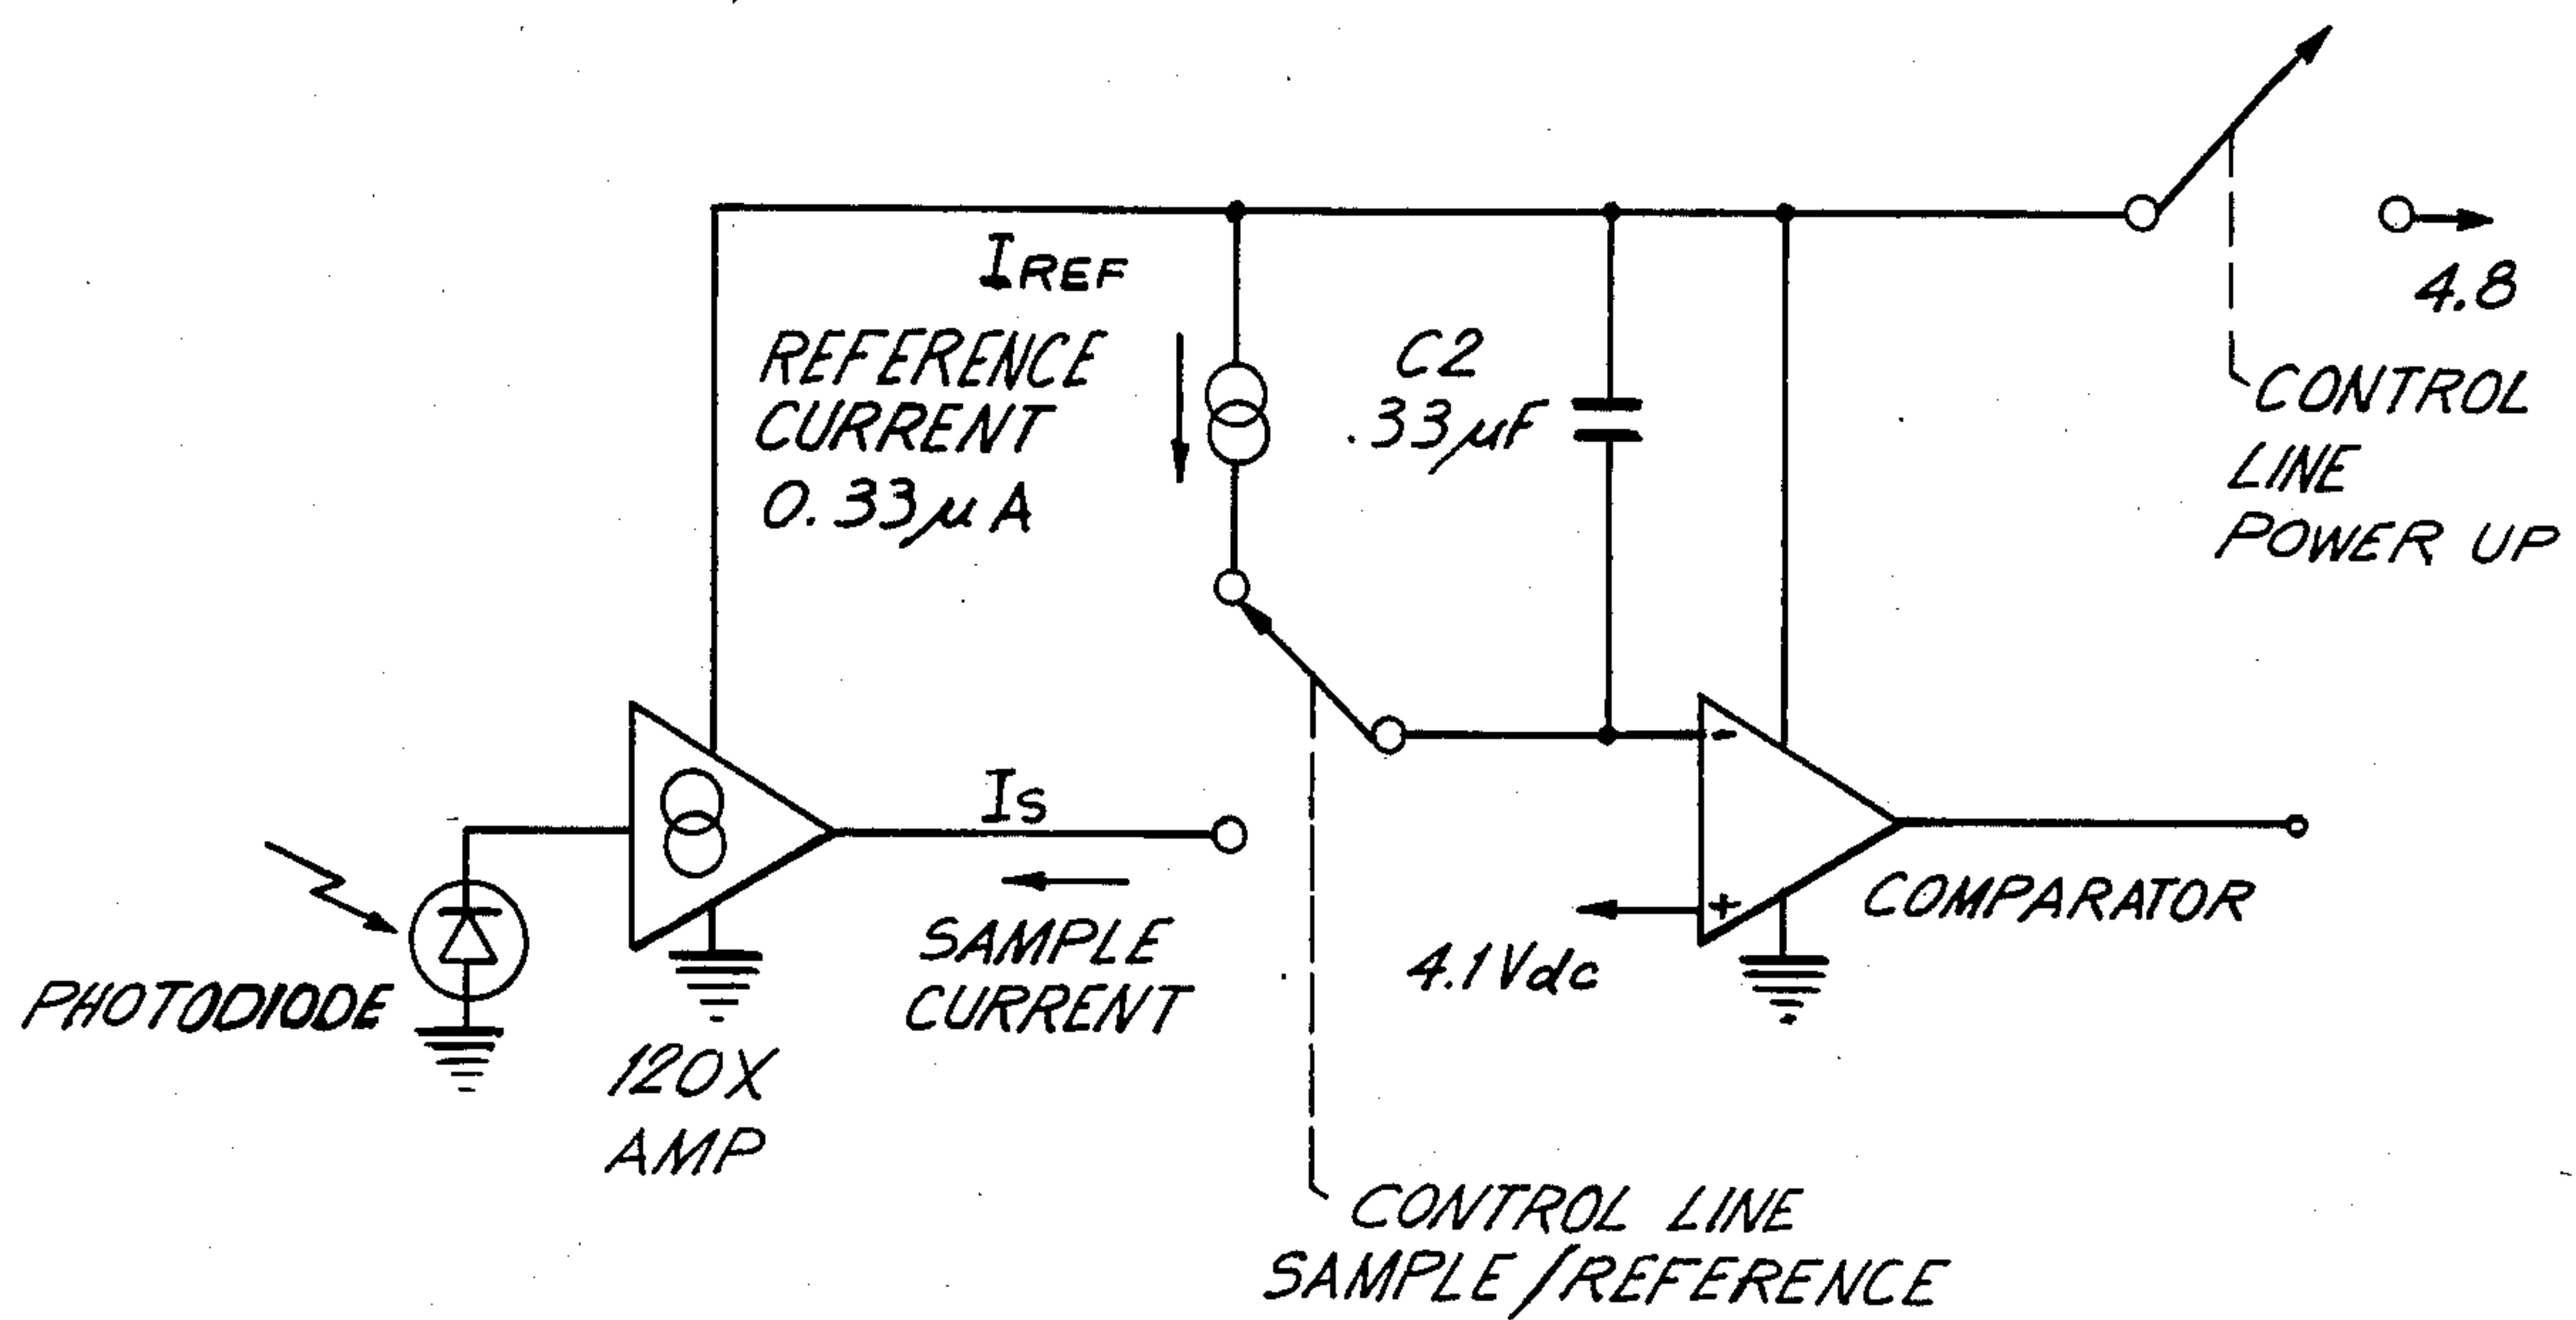 I REF
REFERENCE
CURRENT
0.33μA
C2
.33μF
4.8
CONTROL
LINE
POWER UP
IS
SAMPLE
CURRENT
PHOTODIODE
120X
AMP
-
+
4.1Vdc
COMPARATOR
CONTROL LINE
SAMPLE/REFERENCE